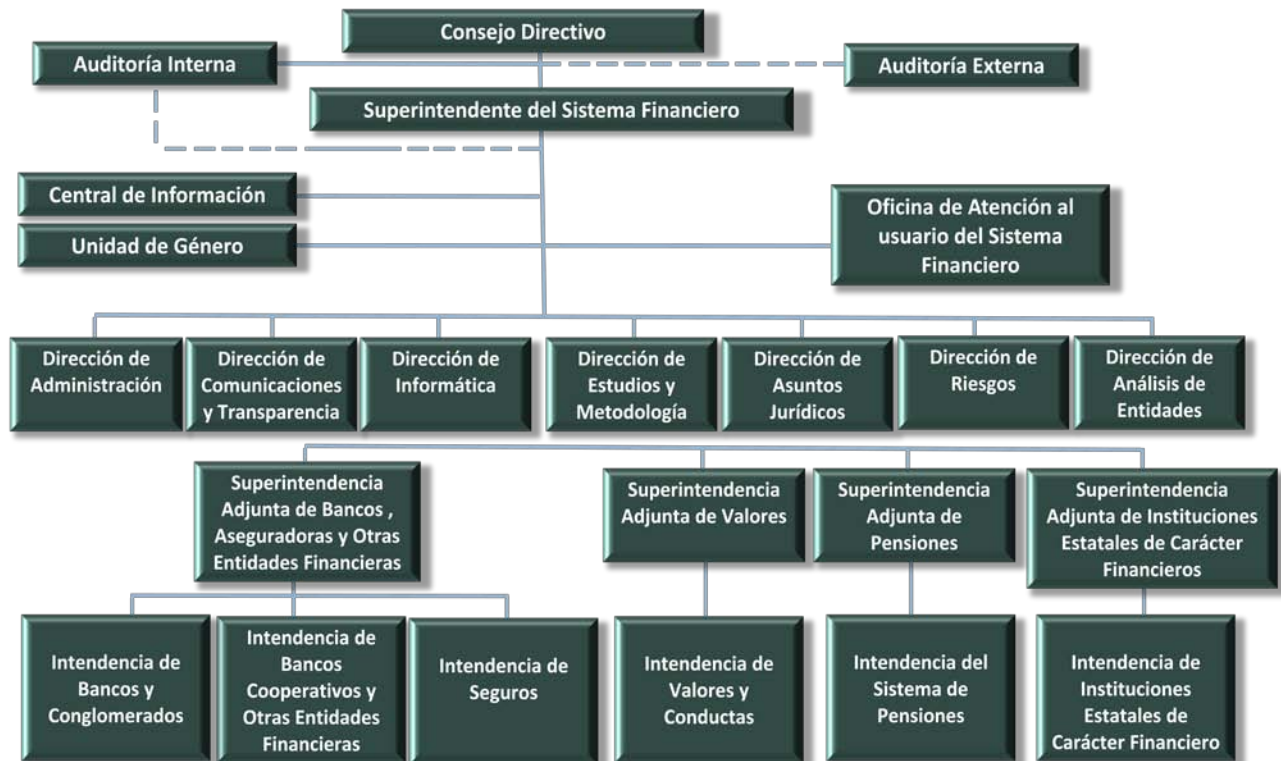 Consejo Directivo
Auditoría Interna
Auditoría Externa
Superintendente del Sistema Financiero
Central de Información
Unidad de Género
Oficina de Atención al
usuario del Sistema
Financiero
Dirección de
Administración
Dirección de
Comunicaciones
y Transparencia
Dirección de
Informática
Dirección de
Estudios y
Metodología
Dirección de
Asuntos
Jurídicos
Dirección de
Riesgos
Dirección de
Análisis de
Entidades
Superintendencia
Adjunta de Bancos ,
Aseguradoras y Otras
Entidades Financieras
Superintendencia
Adjunta de Valores
Superintendencia
Adjunta de
Pensiones
Superintendencia
Adjunta de Instituciones
Estatales de Carácter
Financieros
Intendencia de
Bancos y
Conglomerados
Intendencia de
Bancos
Cooperativos y
Otras Entidades
Financieras
Intendencia de
Seguros
Intendencia de
Valores y
Conductas
Intendencia del
Sistema de
Pensiones
Intendencia de
Instituciones
Estatales de
Carácter Financiero